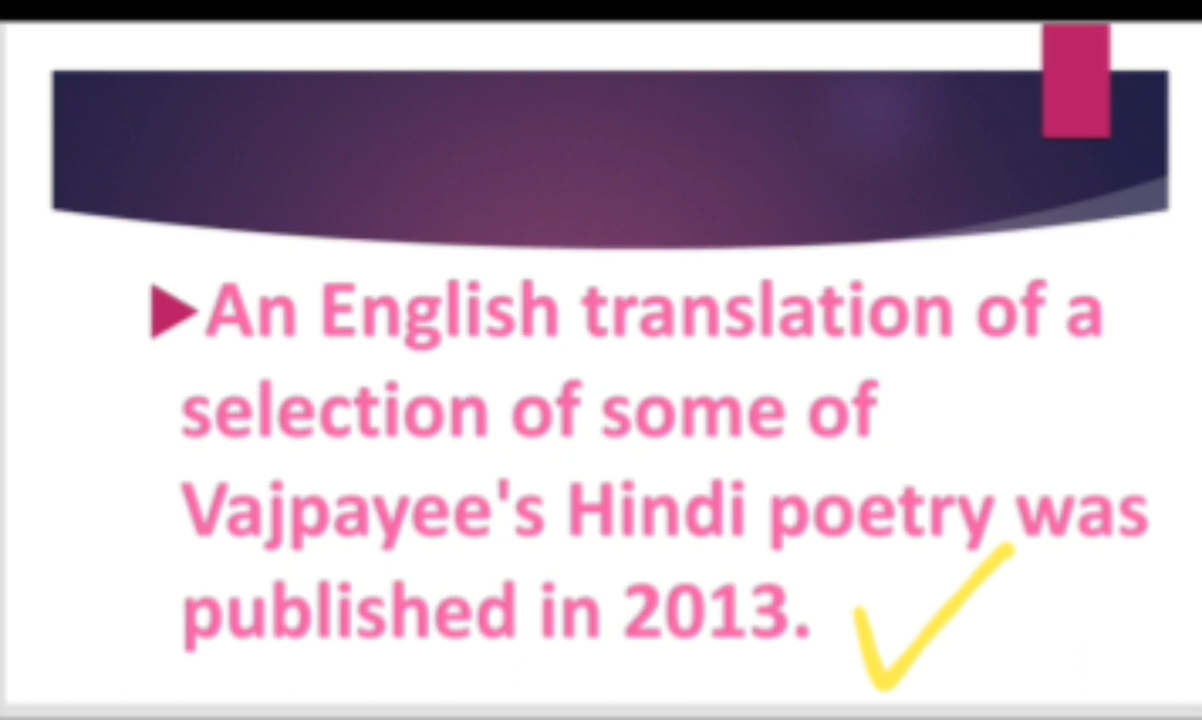 An English translation of a
selection of some of
Vajpayee's Hindi poetry was
published in 2013.